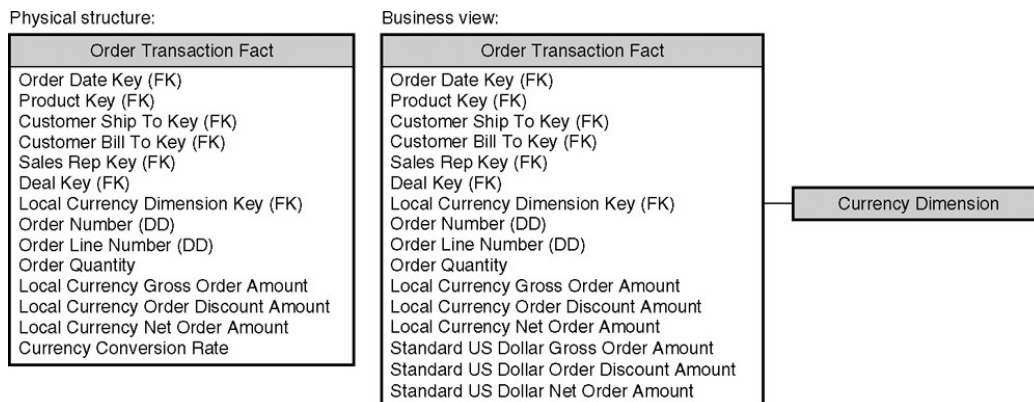 Physical structure:
Order Transaction Fact
Order Date Key (FK)
Product Key (FK)
Customer Ship To Key (FK)
Customer Bill To Key (FK)
Sales Rep Key (FK)
Deal Key (FK)
Local Currency Dimension Key (FK)
Order Number (DD)
Order Line Number (DD)
Order Quantity
Local Currency Gross Order Amount
Local Currency Order Discount Amount
Local Currency Net Order Amount
Currency Conversion Rate
Business view:
Order Transaction Fact
Order Date Key (FK)
Product Key (FK)
Customer Ship To Key (FK)
Customer Bill To Key (FK)
Sales Rep Key (FK)
Deal Key (FK)
Local Currency Dimension Key (FK)
Order Number (DD)
Order Line Number (DD)
Order Quantity
Local Currency Gross Order Amount
Local Currency Order Discount Amount
Local Currency Net Order Amount
Standard US Dollar Gross Order Amount
Standard US Dollar Order Discount Amount
Standard US Dollar Net Order Amount
Currency Dimension